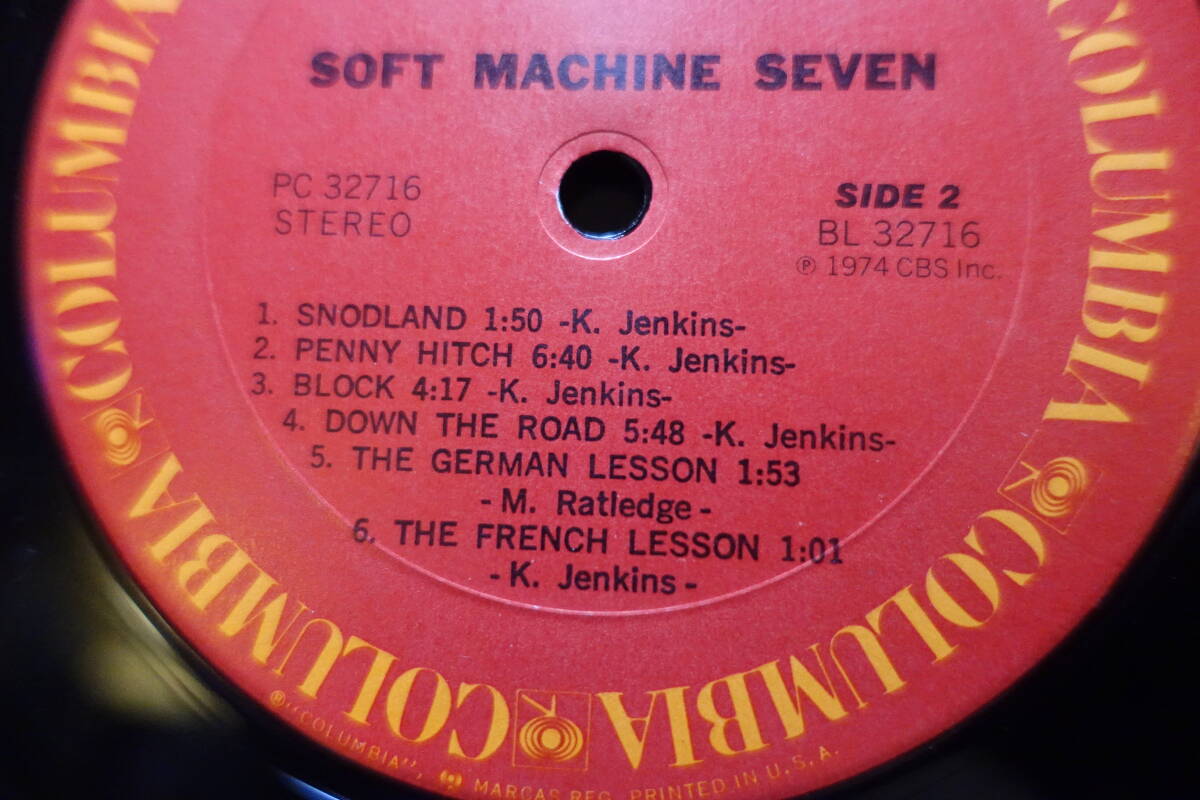 SOFT MACHINE SEVEN
PC 32716
STEREO
SIDE 2
BL 32716
℗ 1974 CBS Inc.
1. SNODLAND 1:50 -K. Jenkins-
2. PENNY HITCH 6:40 -K. Jenkins-
3. BLOCK 4:17 -K. Jenkins-
4. DOWN THE ROAD 5:48 -K. Jenkins-
5. THE GERMAN LESSON 1:53
- M. Ratledge -
6. THE FRENCH LESSON 1:01
- K. Jenkins -
COLUMBIA
COLUMBIA
COLUMBIA
COLUMBIA
COLUMBIA
COLUMBIA
COLUMBIA
COLUMBIA
® "COLUMBIA", MARCAS REG. PRINTED IN U.S.A.